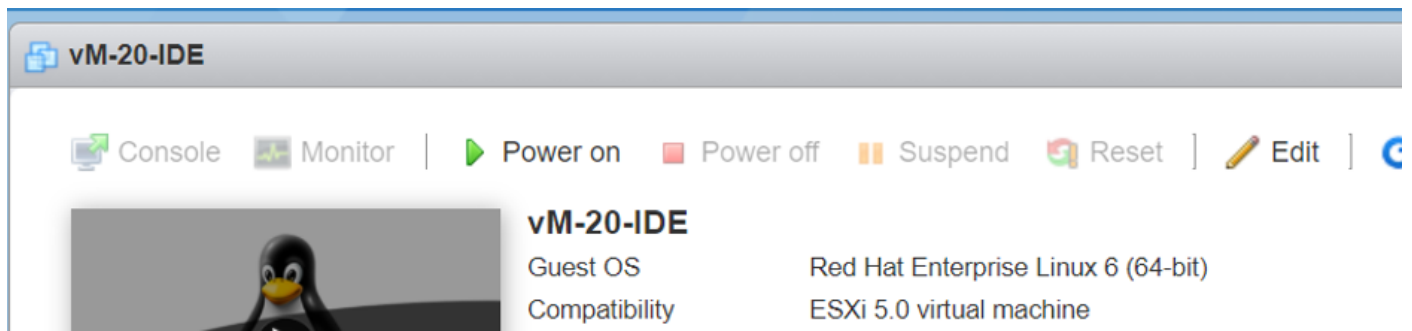 vM-20-IDE
Console Monitor Power on Power off Suspend Reset Edit
vM-20-IDE
Guest OS Red Hat Enterprise Linux 6 (64-bit)
Compatibility ESXi 5.0 virtual machine